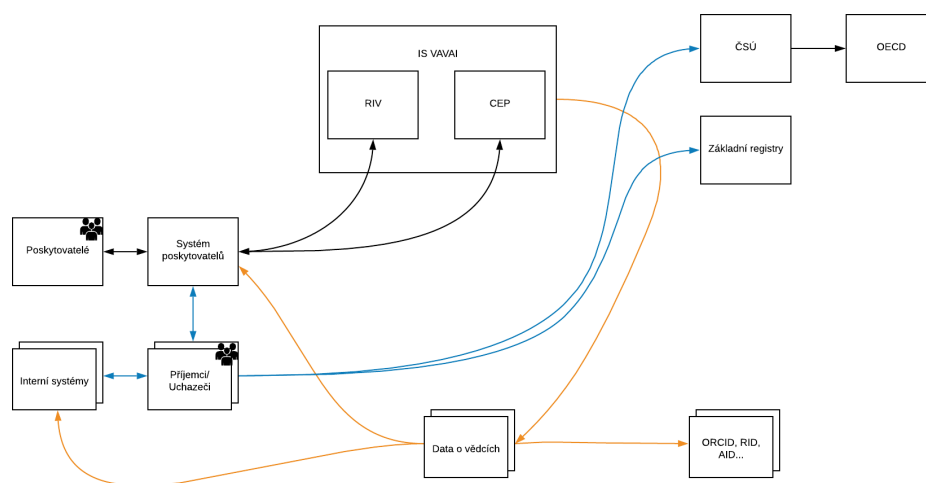 IS VAVAI
ČSÚ
OECD
RIV
CEP
Základní registry
Poskytovatelé
Systém
poskytovatelů
Interní systémy
Příjemci/
Uchazeči
Data o vědcích
ORCID, RID,
AID...